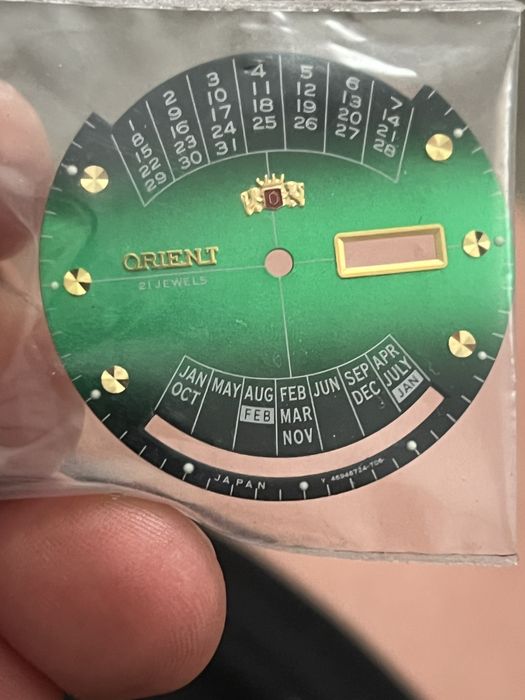 1 2 3 4 5 6 7
8 9 10 11 12 13 14
15 16 17 18 19 20 21
22 23 24 25 26 27 28
29 30 31
O
ORIENT
21 JEWELS
JAN MAY AUG FEB JUN SEP APR
OCT FEB MAR DEC JULY
NOV JAN
JAPAN